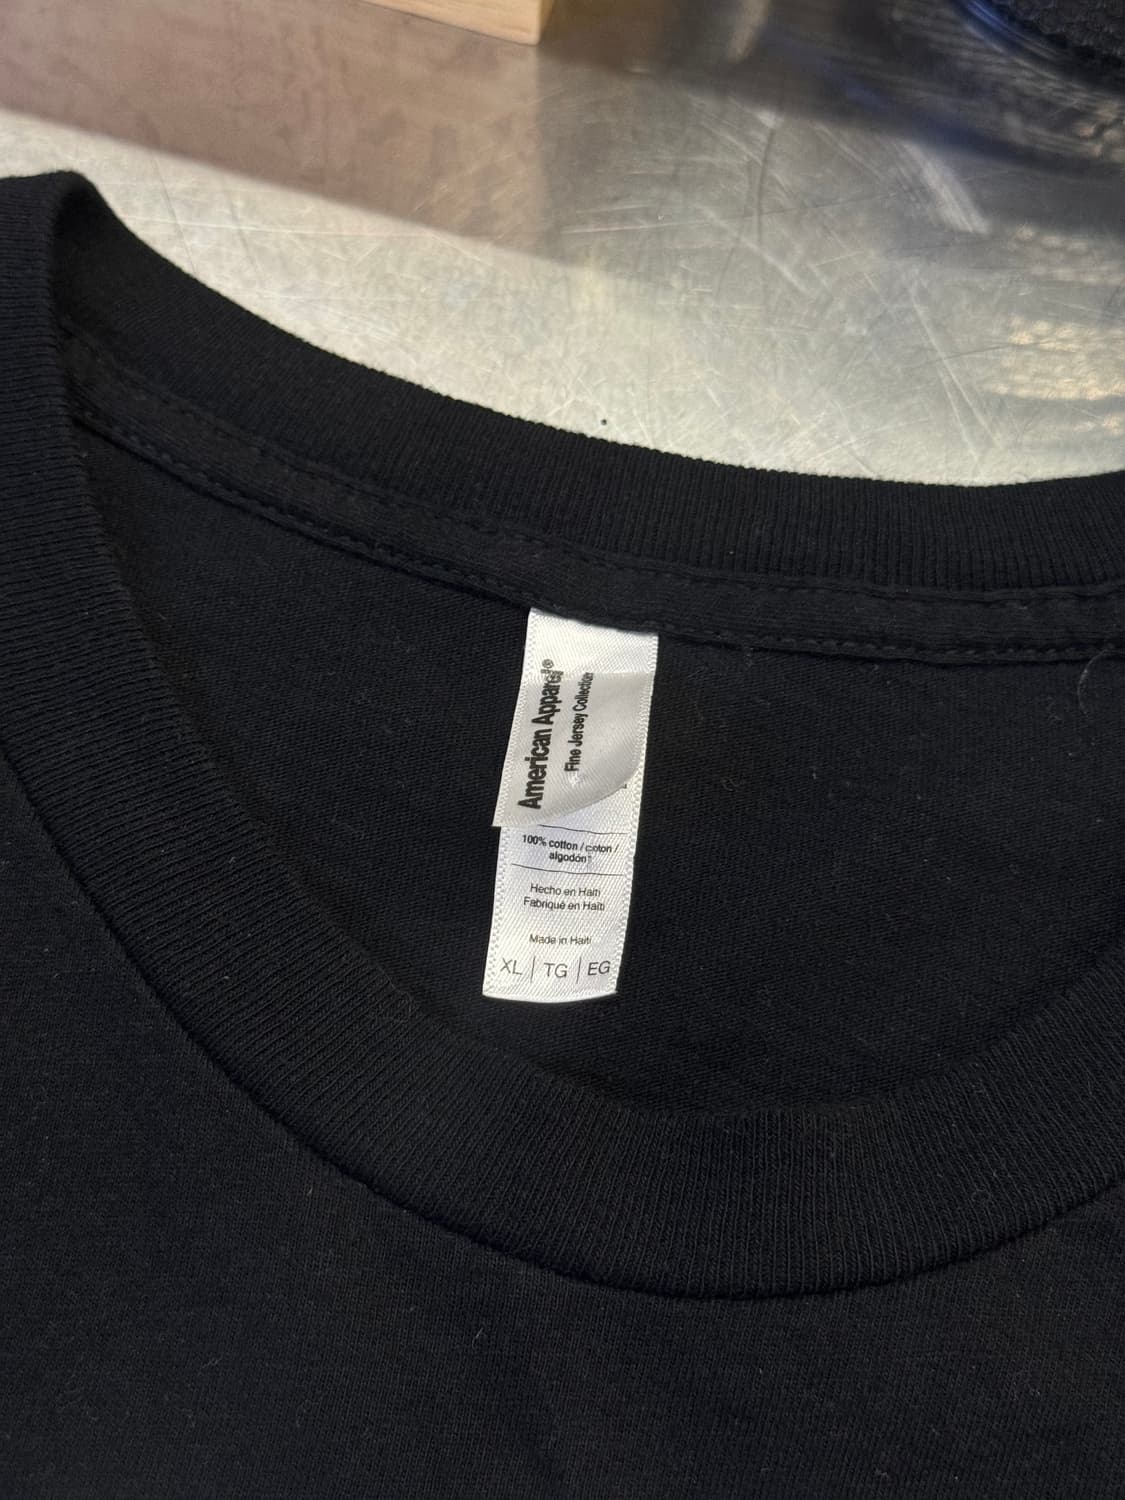 American Apparel®
Fine Jersey Collection
100% cotton / coton /
algodón
Hecho en Haití
Fabriqué en Haïti
Made in Haiti
XL | TG | EG